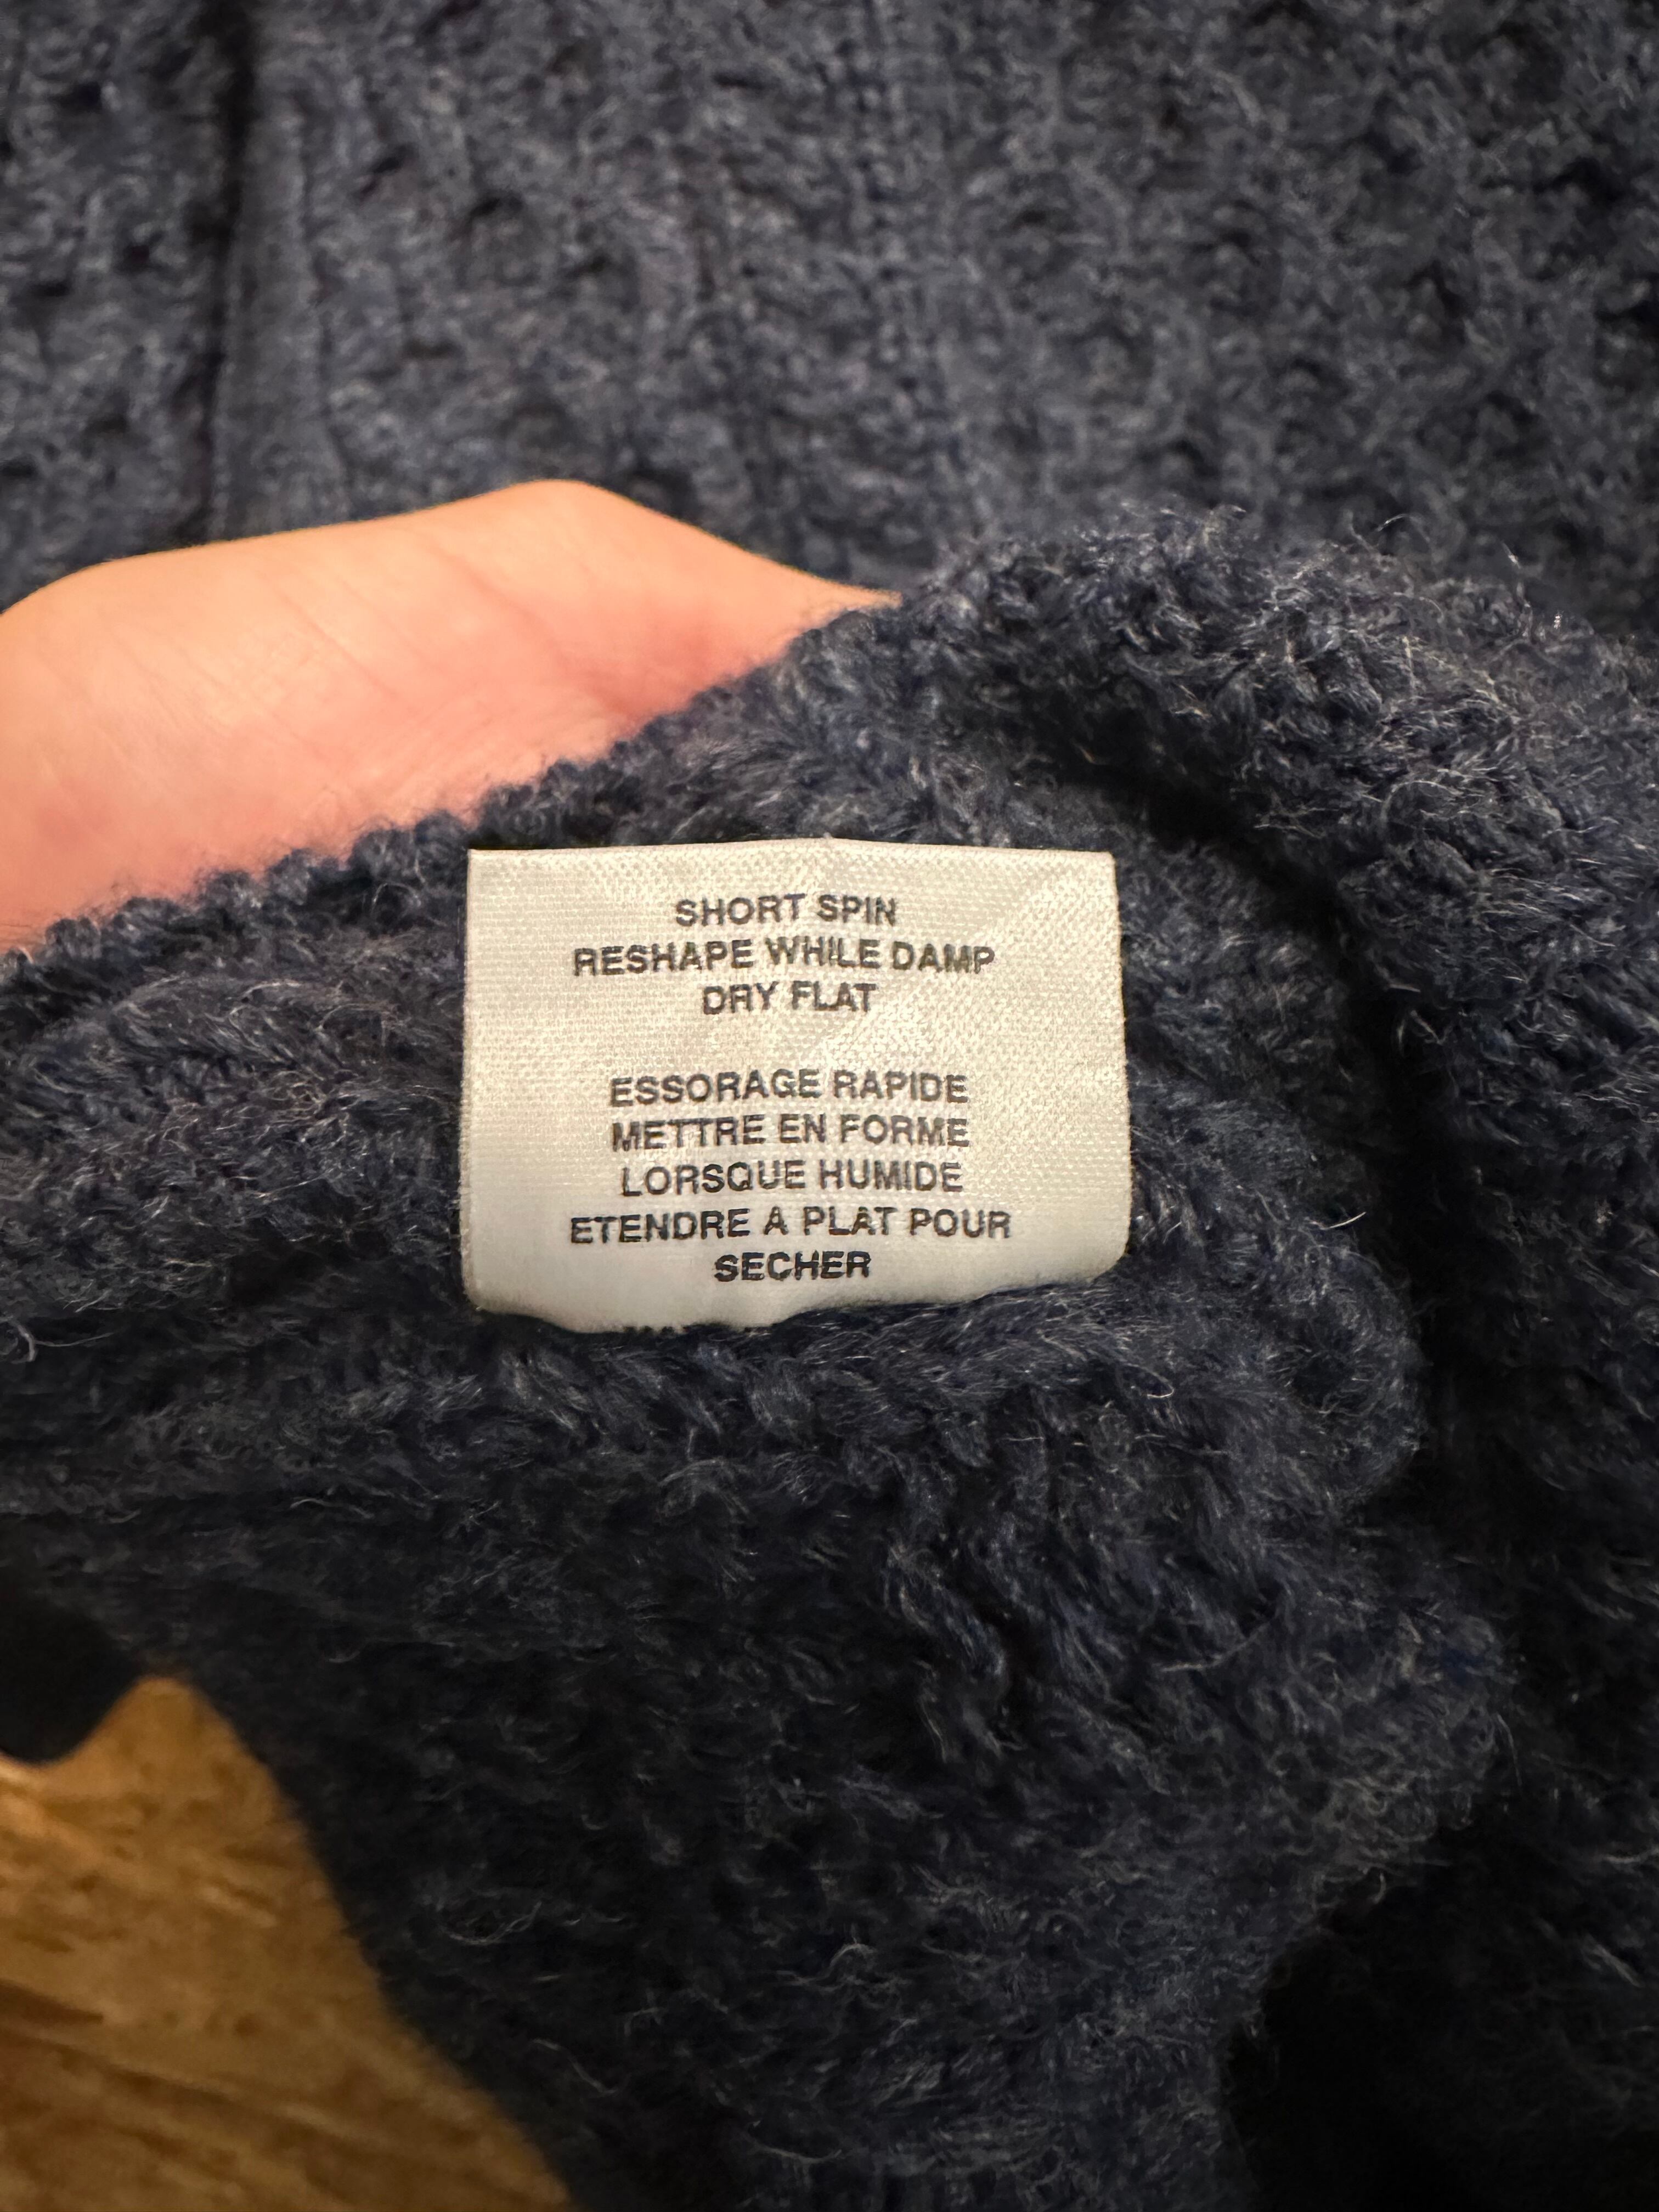 SHORT SPIN
RESHAPE WHILE DAMP
DRY FLAT
ESSORAGE RAPIDE
METTRE EN FORME
LORSQUE HUMIDE
ETENDRE A PLAT POUR
SECHER